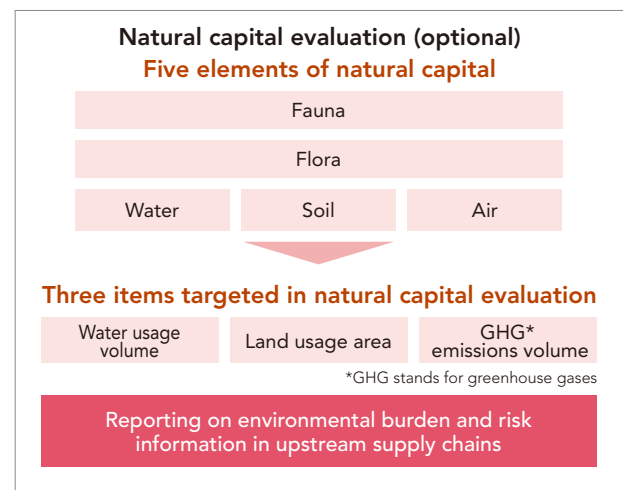 Natural capital evaluation (optional)
Five elements of natural capital
Fauna
Flora
Water
Soil
Air
Three items targeted in natural capital evaluation
Water usage
volume
Land usage area
GHG*
emissions volume
*GHG stands for greenhouse gases
Reporting on environmental burden and risk
information in upstream supply chains